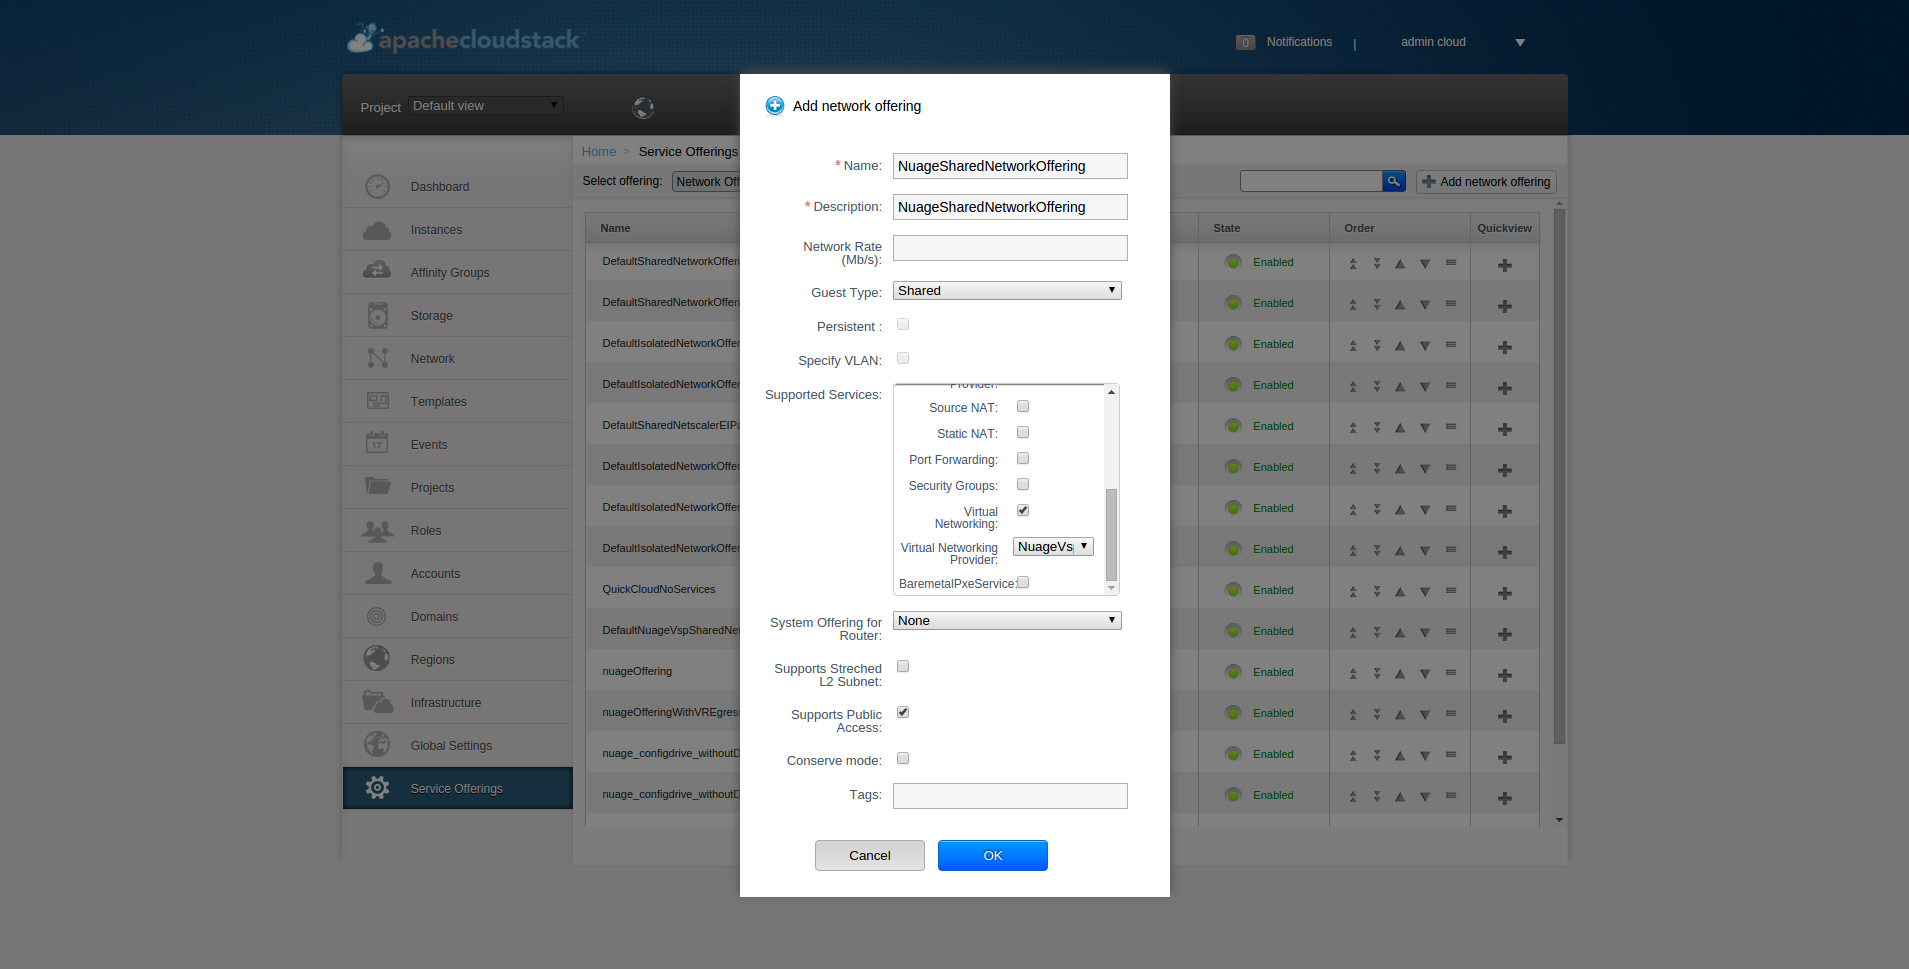 apachecloudstack
0 Notifications | admin cloud
Project Default view
Add network offering
Home > Service Offerings
Select offering: Network Off
Add network offering
Dashboard
Instances
Affinity Groups
Storage
Network
Templates
17
Events
Projects
Roles
Accounts
Domains
Regions
Infrastructure
Global Settings
Service Offerings
Name
DefaultSharedNetworkOfferi
DefaultSharedNetworkOfferi
DefaultIsolatedNetworkOffer
DefaultIsolatedNetworkOffer
DefaultSharedNetscalerEIPa
DefaultIsolatedNetworkOffer
DefaultIsolatedNetworkOffer
DefaultIsolatedNetworkOffer
QuickCloudNoServices
DefaultNuageVspSharedNet
nuageOffering
nuageOfferingWithVREgress
nuage_configdrive_withoutD
nuage_configdrive_withoutD
* Name: NuageSharedNetworkOffering
* Description: NuageSharedNetworkOffering
Network Rate
(Mb/s):
Guest Type: Shared
Persistent :
Specify VLAN:
Supported Services:
Provider:
Source NAT:
Static NAT:
Port Forwarding:
Security Groups:
Virtual
Networking:
Virtual Networking
Provider:
NuageVsp
BaremetalPxeService:
System Offering for
Router:
None
Supports Streched
L2 Subnet:
Supports Public
Access:
Conserve mode:
Tags:
Cancel OK
State Order Quickview
Enabled
Enabled
Enabled
Enabled
Enabled
Enabled
Enabled
Enabled
Enabled
Enabled
Enabled
Enabled
Enabled
Enabled